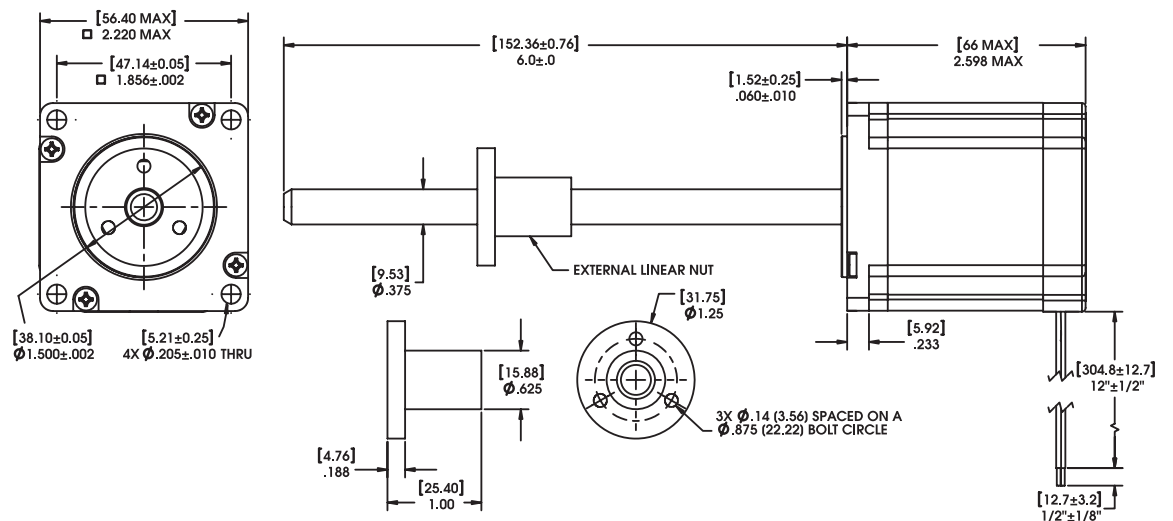 [56.40 MAX]
□ 2.220 MAX
[47.14±0.05]
□ 1.856±.002
[152.36±0.76]
6.0±.0
[66 MAX]
2.598 MAX
[1.52±0.25]
.060±.010
[9.53]
Ø.375
EXTERNAL LINEAR NUT
[38.10±0.05]
Ø1.500±.002
[5.21±0.25]
4X Ø.205±.010 THRU
[31.75]
Ø1.25
[5.92]
.233
[304.8±12.7]
12"±1/2"
[15.88]
Ø.625
3X Ø.14 (3.56) SPACED ON A
Ø.875 (22.22) BOLT CIRCLE
[4.76]
.188
[25.40]
1.00
[12.7±3.2]
1/2"±1/8"